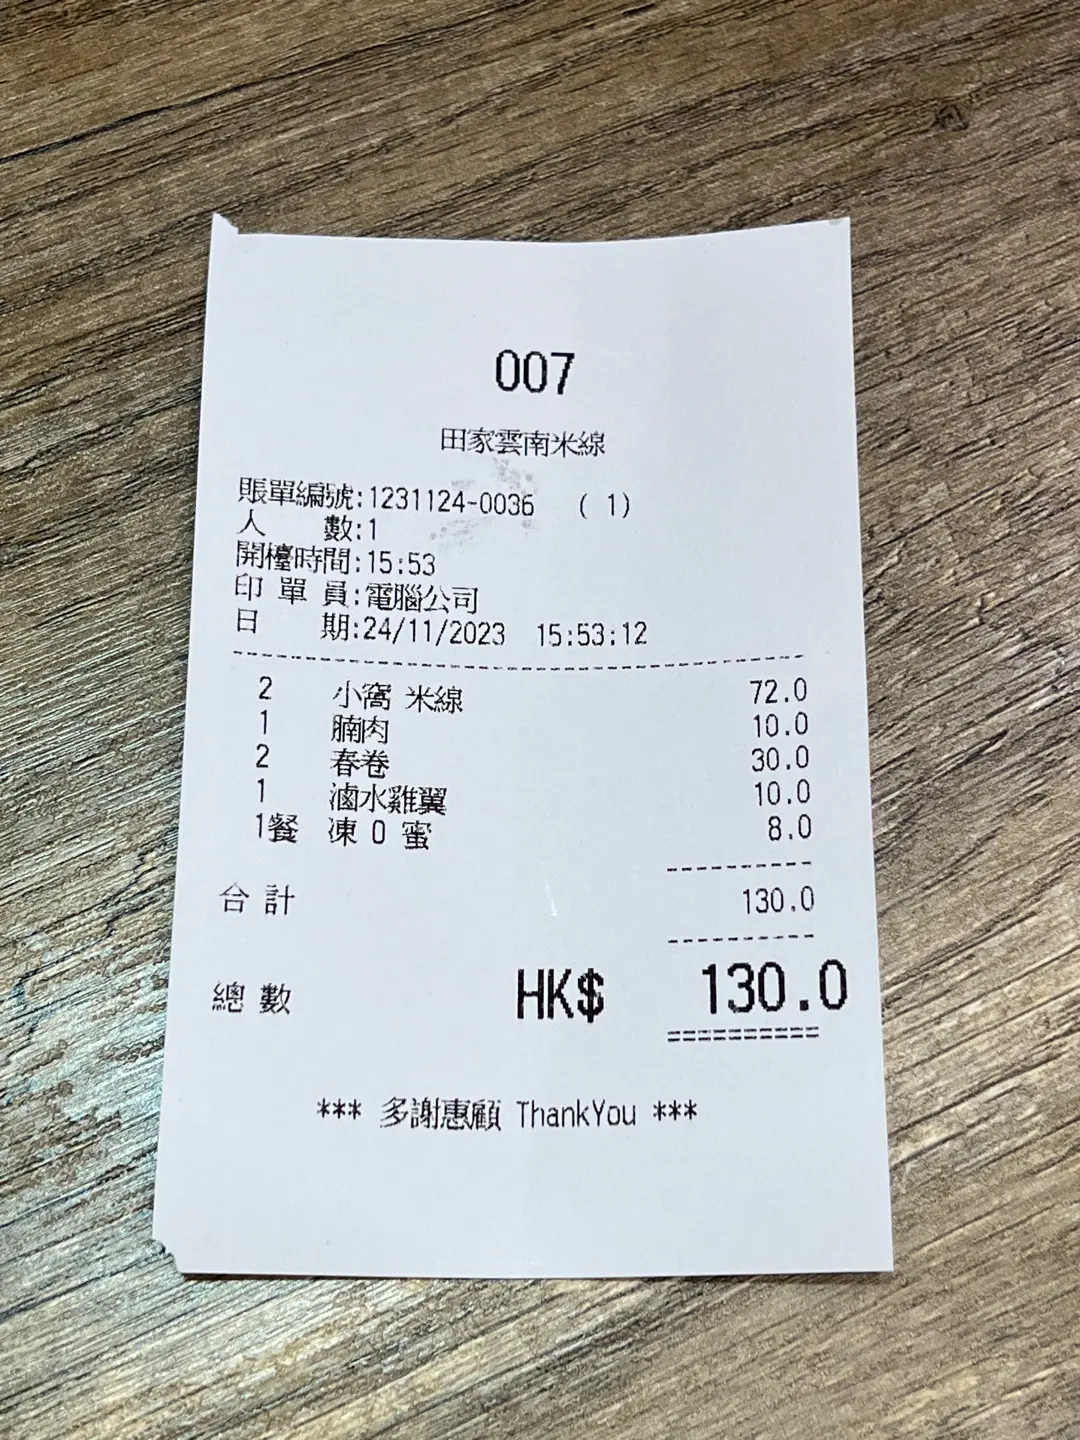 007
田家雲南米線
賬單編號:1231124-0036 ( 1)
人 數:1
開檯時間:15:53
印 單 員:電腦公司
日 期:24/11/2023 15:53:12
2 小窩 米線 72.0
1 腩肉 10.0
2 春卷 30.0
1 滷水雞翼 10.0
1餐 凍 O 蜜 8.0
合 計 130.0
總 數 HK$ 130.0
*** 多謝惠顧 ThankYou ***